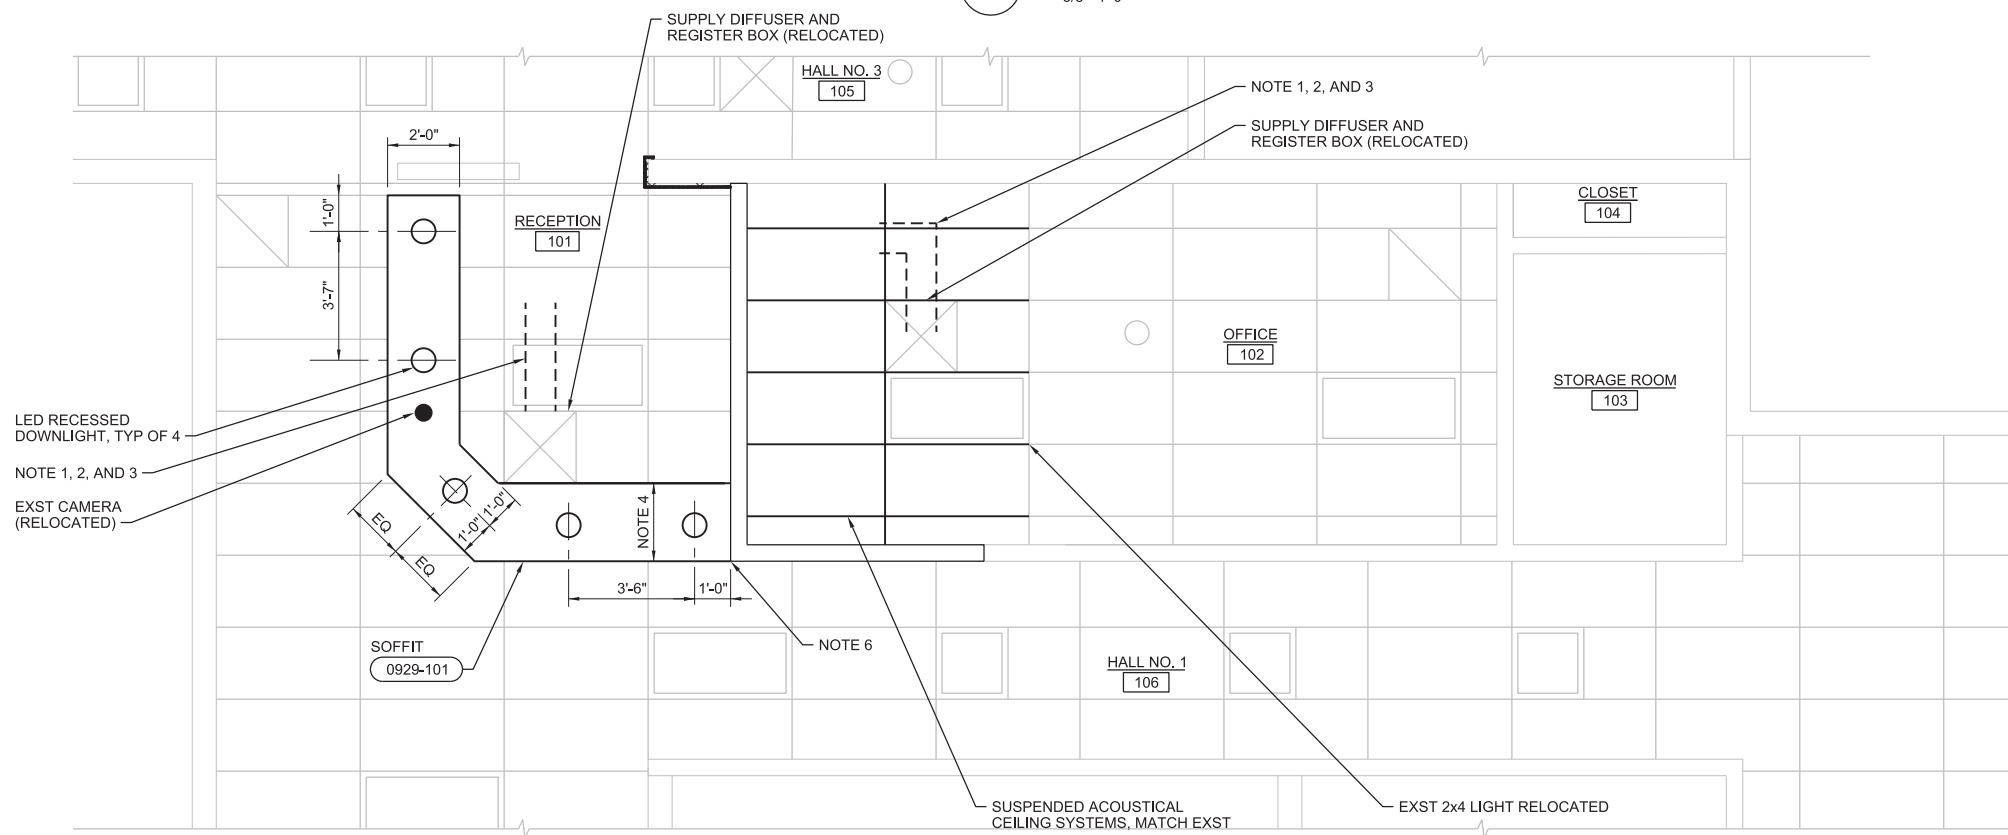 SUPPLY DIFFUSER AND
REGISTER BOX (RELOCATED)
HALL NO. 3
105
NOTE 1, 2, AND 3
SUPPLY DIFFUSER AND
REGISTER BOX (RELOCATED)
2'-0"
1'-0"
3'-7"
RECEPTION
101
CLOSET
104
OFFICE
102
STORAGE ROOM
103
LED RECESSED
DOWNLIGHT, TYP OF 4
NOTE 1, 2, AND 3
EXST CAMERA
(RELOCATED)
EQ
EQ
1'-0"
1'-0"
NOTE 4
3'-6"
1'-0"
SOFFIT
0929-101
NOTE 6
HALL NO. 1
106
SUSPENDED ACOUSTICAL
CEILING SYSTEMS, MATCH EXST
EXST 2x4 LIGHT RELOCATED